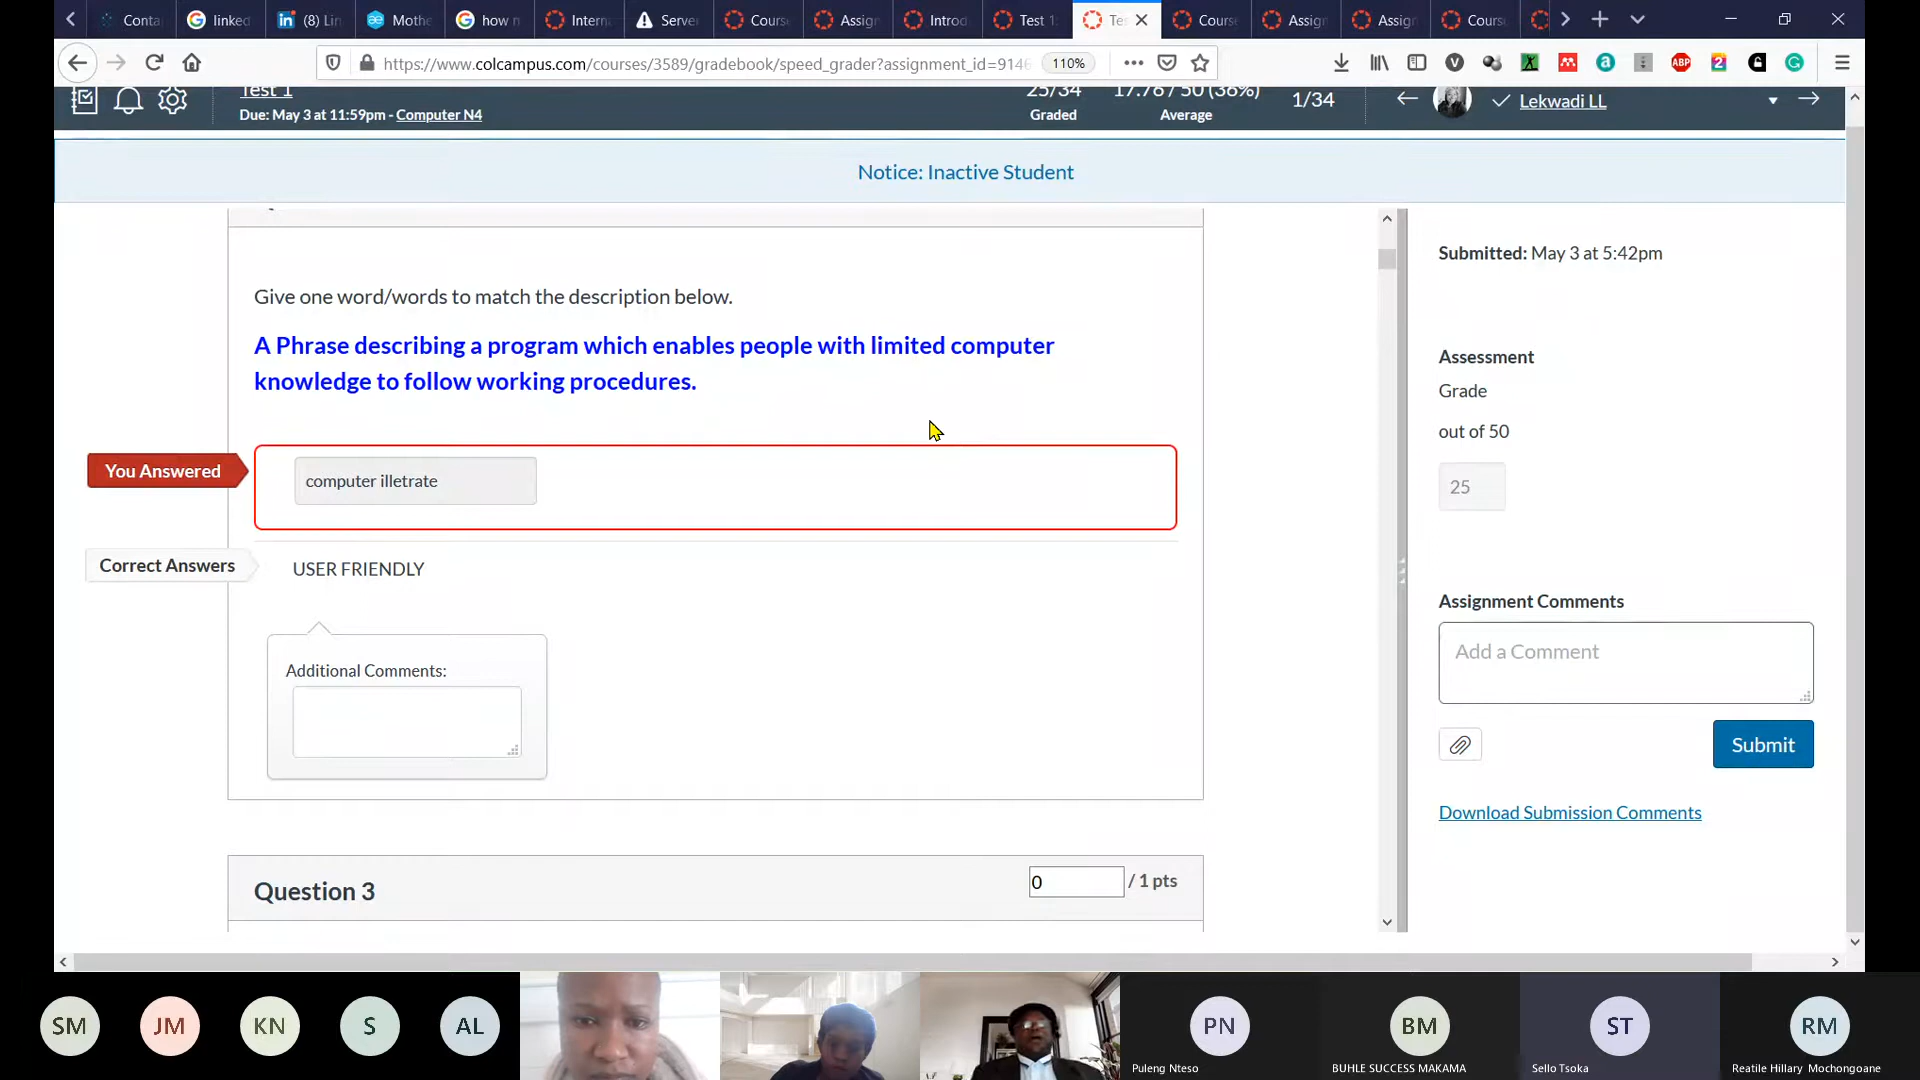 Conta
linked
(8) Lin
Mothe
how n
Intern
Serve
Cours
Assign
Introd
Test 1
Te
Cours
Assign
Assign
Cours
https://www.colcampus.com/courses/3589/gradebook/speed_grader?assignment_id=914
110%
ABP
Test 1
Due: May 3 at 11:59pm - Computer N4
25/34
Graded
17.76 / 50 (36%)
Average
1/34
Lekwadi LL
Notice: Inactive Student
Give one word/words to match the description below.
A Phrase describing a program which enables people with limited computer
knowledge to follow working procedures.
You Answered
computer illetrate
Correct Answers
USER FRIENDLY
Additional Comments:
Question 3
0
/ 1 pts
Submitted: May 3 at 5:42pm
Assessment
Grade
out of 50
25
Assignment Comments
Add a Comment
Submit
Download Submission Comments
SM
JM
KN
S
AL
PN
Puleng Nteso
BM
BUHLE SUCCESS MAKAMA
ST
Sello Tsoka
RM
Reatile Hillary Mochongoane